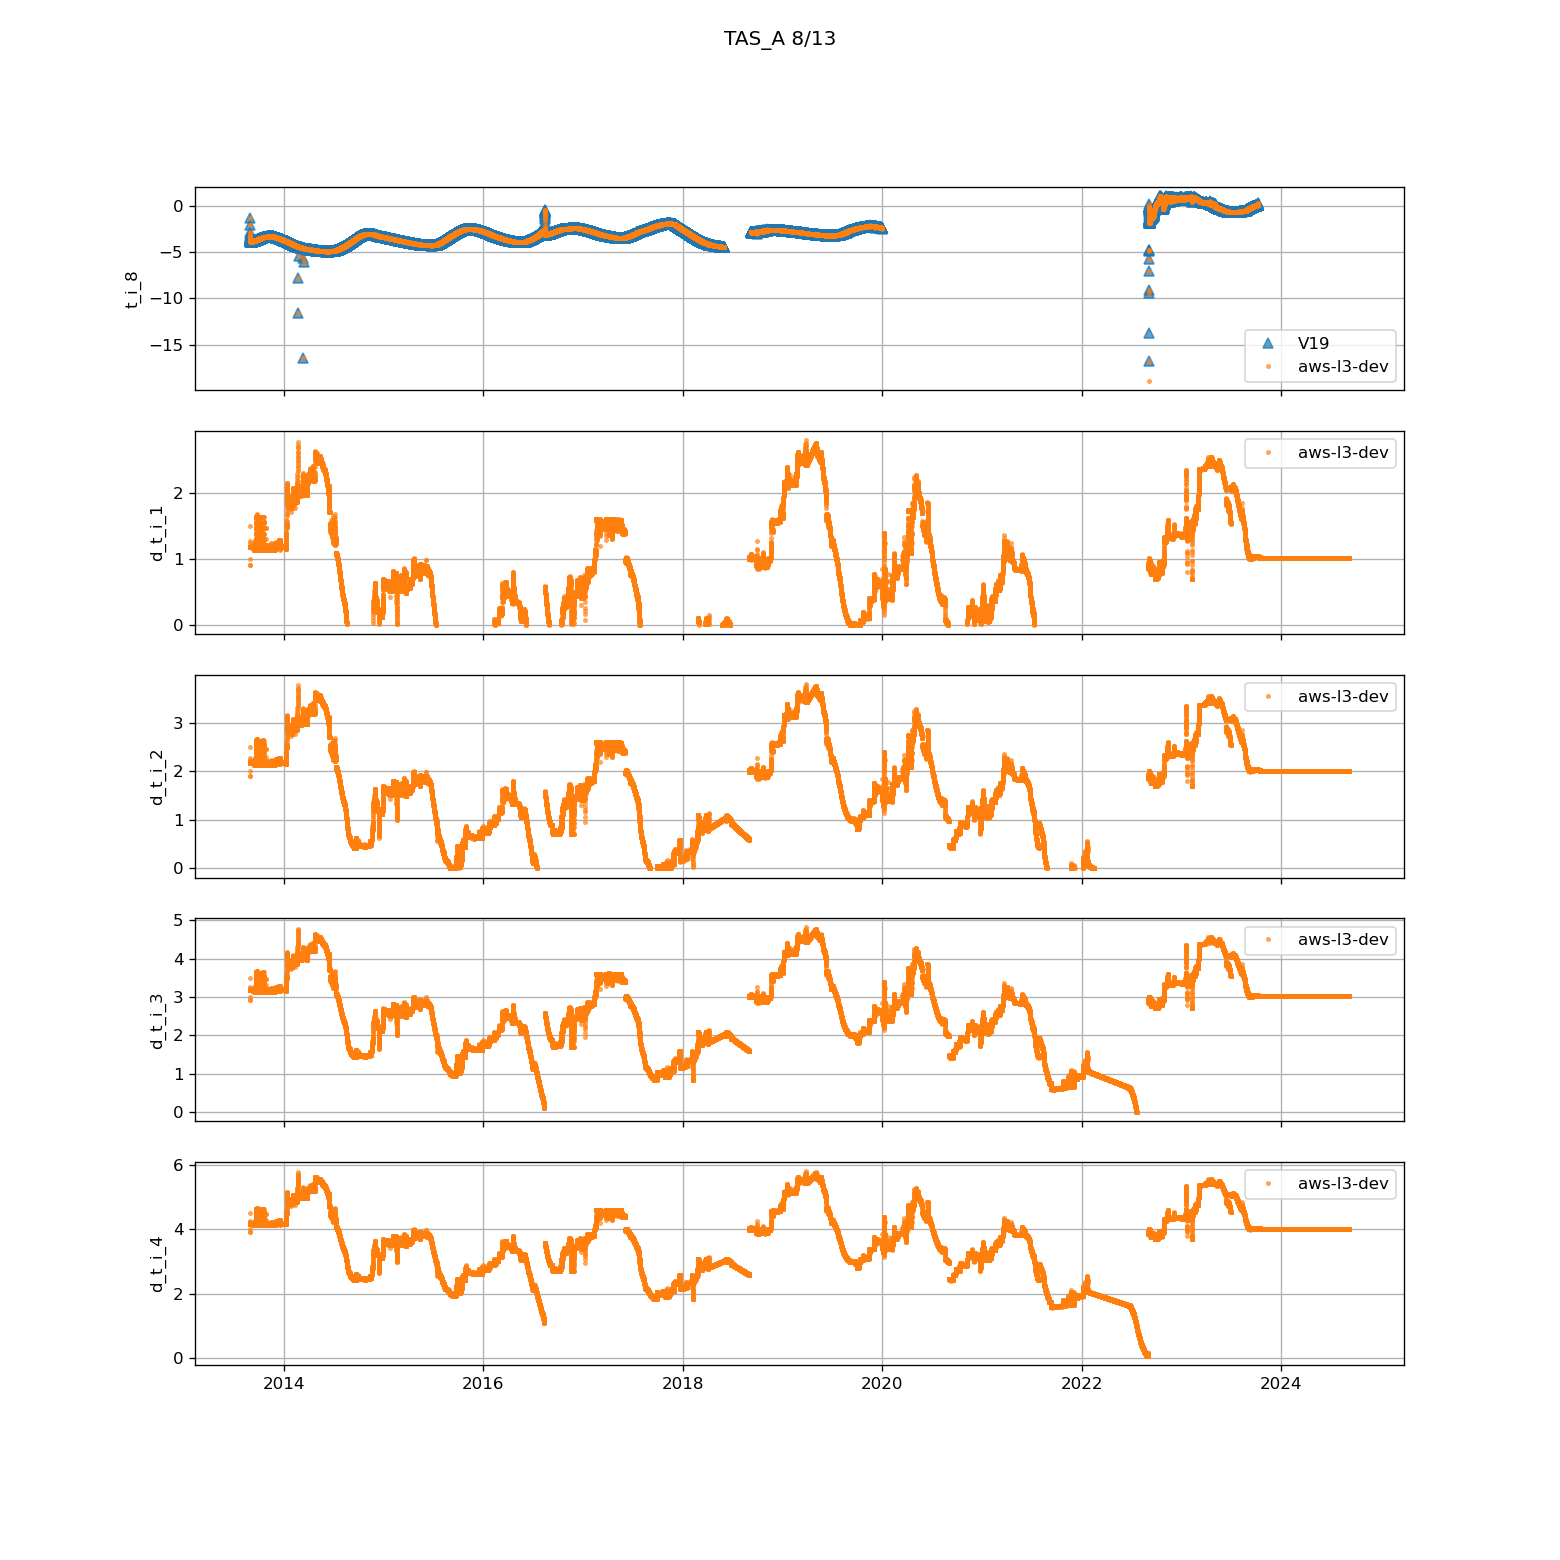 TAS_A 8/13
0
−5
−10
−15
t_i_8
V19
aws-l3-dev
2
1
0
d_t_i_1
aws-l3-dev
3
2
1
0
d_t_i_2
aws-l3-dev
5
4
3
2
1
0
d_t_i_3
aws-l3-dev
6
4
2
0
d_t_i_4
aws-l3-dev
2014 2016 2018 2020 2022 2024